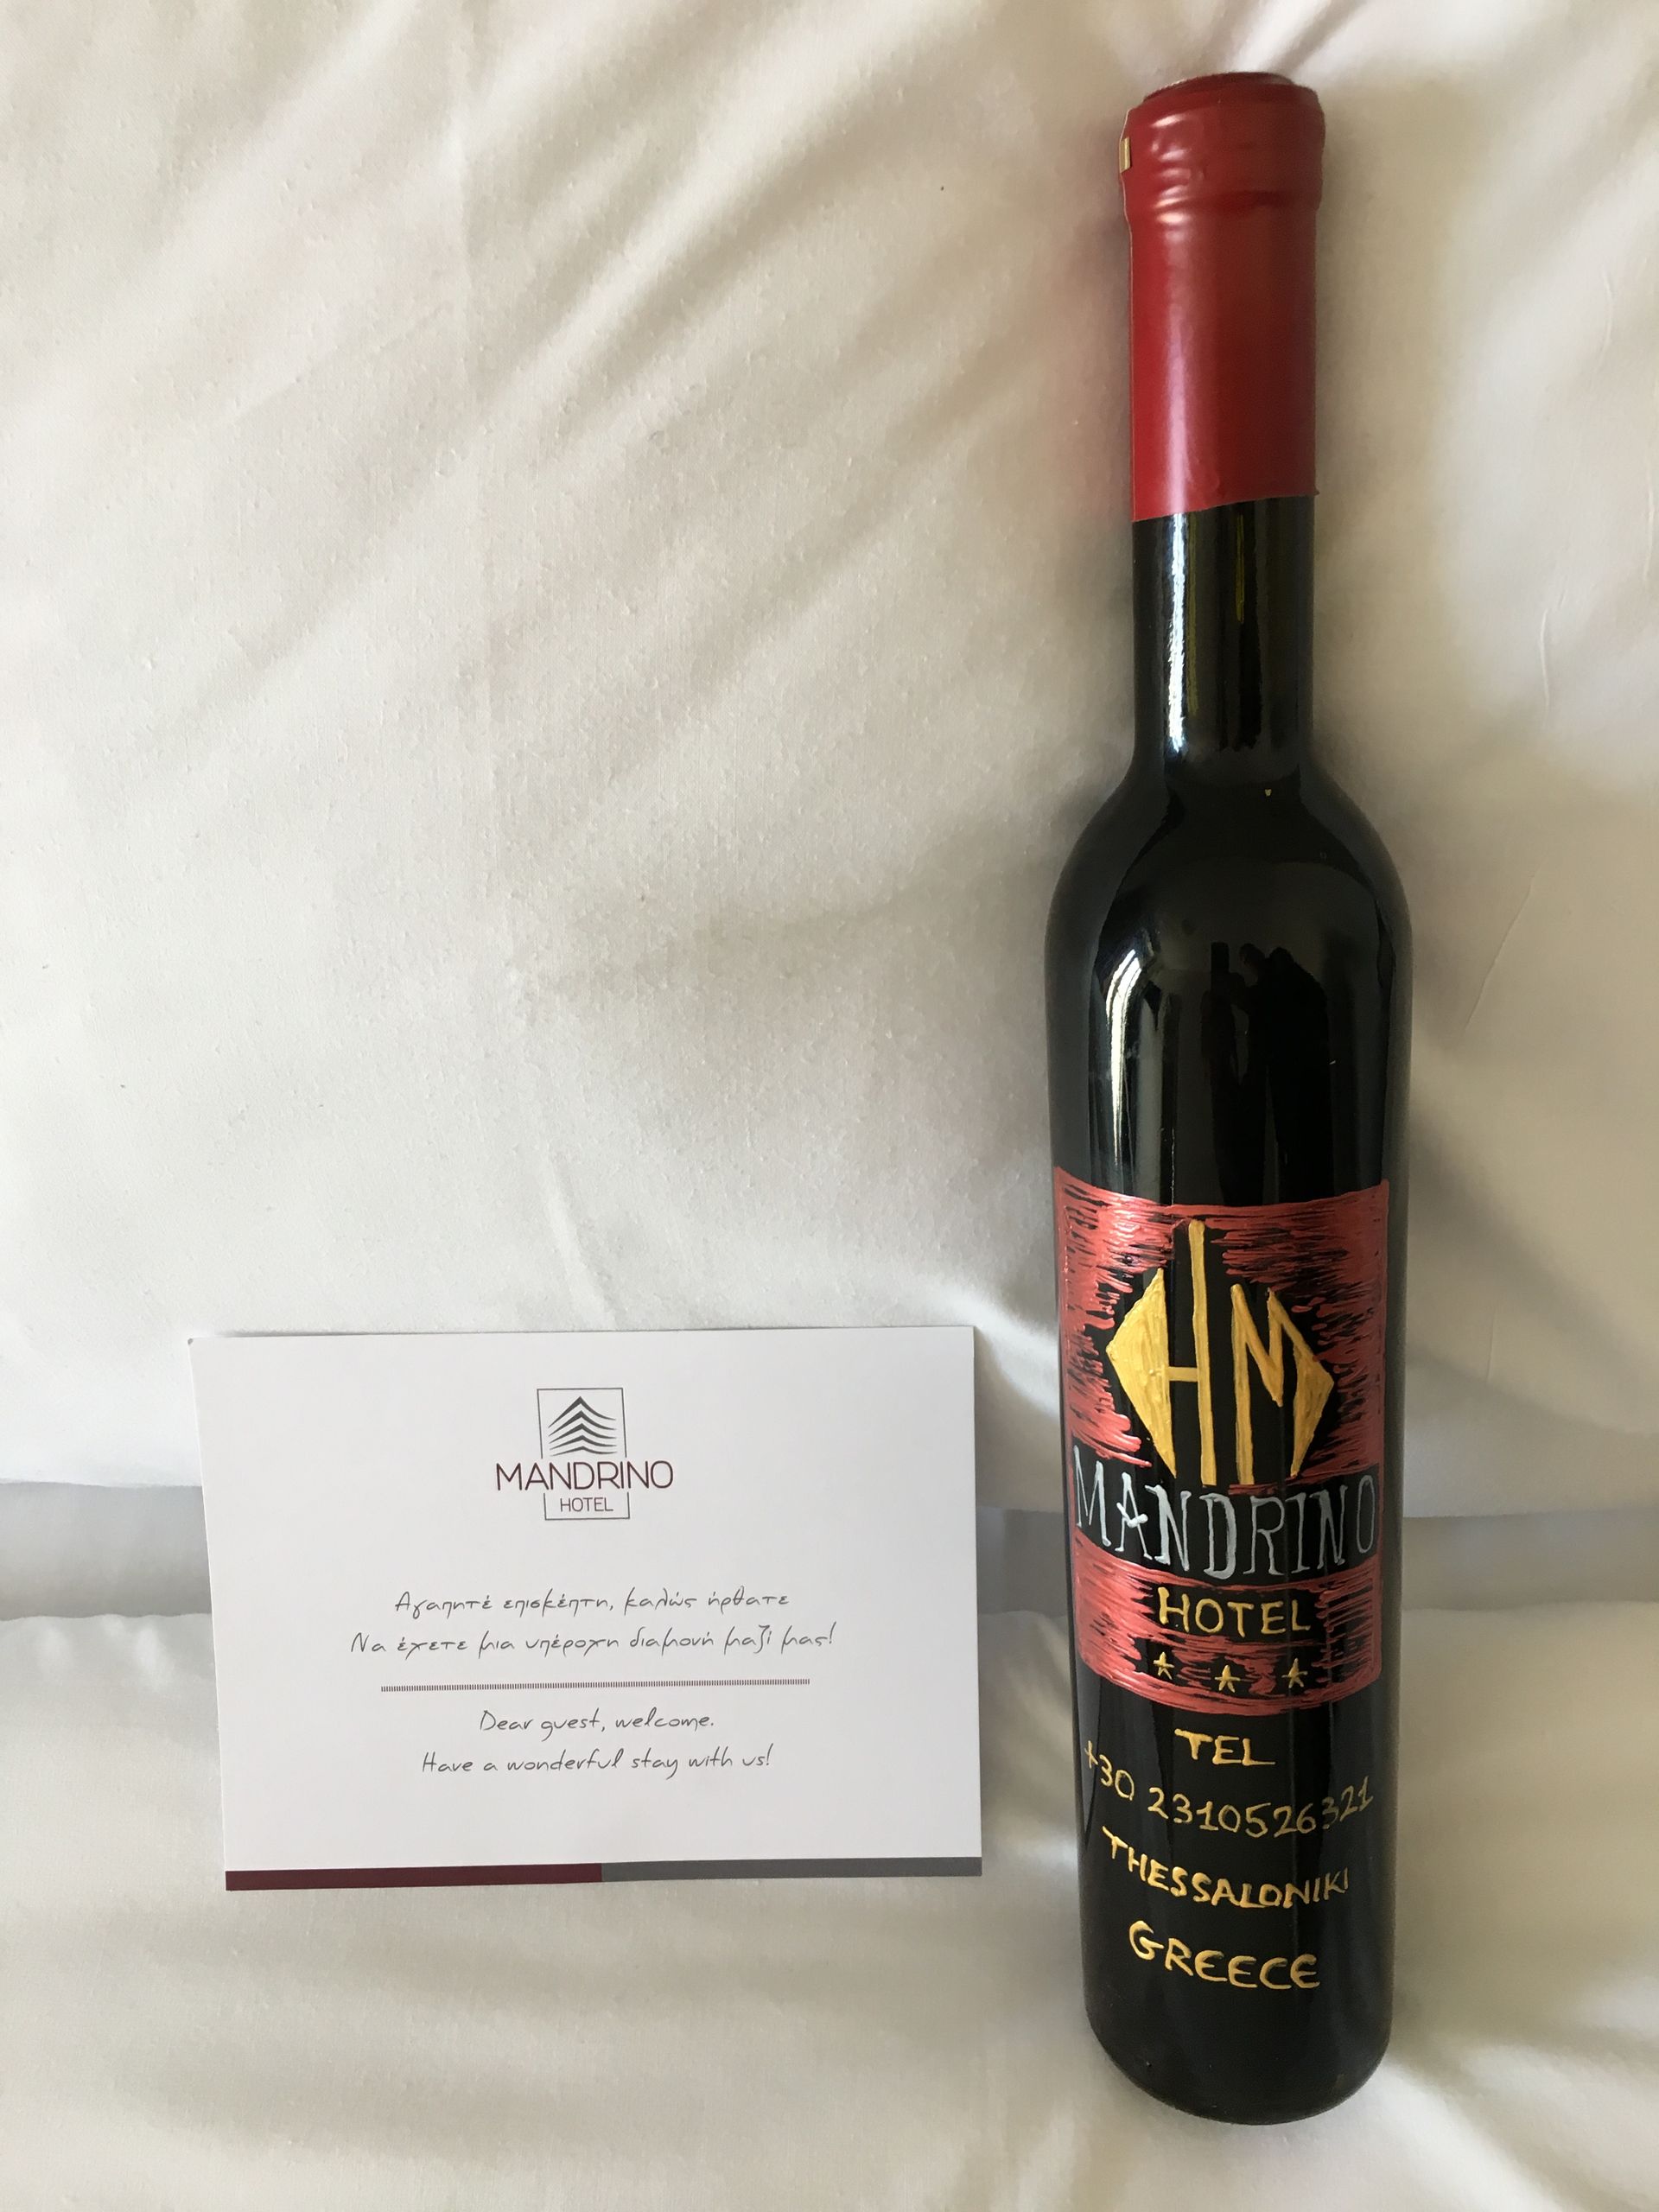 MANDRINO
HOTEL
Αγαπητέ επισκέπτη, καλώς ήρθατε
Να έχετε μια υπέροχη διαμονή μαζί μας!
Dear guest, welcome.
Have a wonderful stay with us!
HM
MANDRINO
HOTEL
TEL
+30 2310526321
THESSALONIKI
GREECE